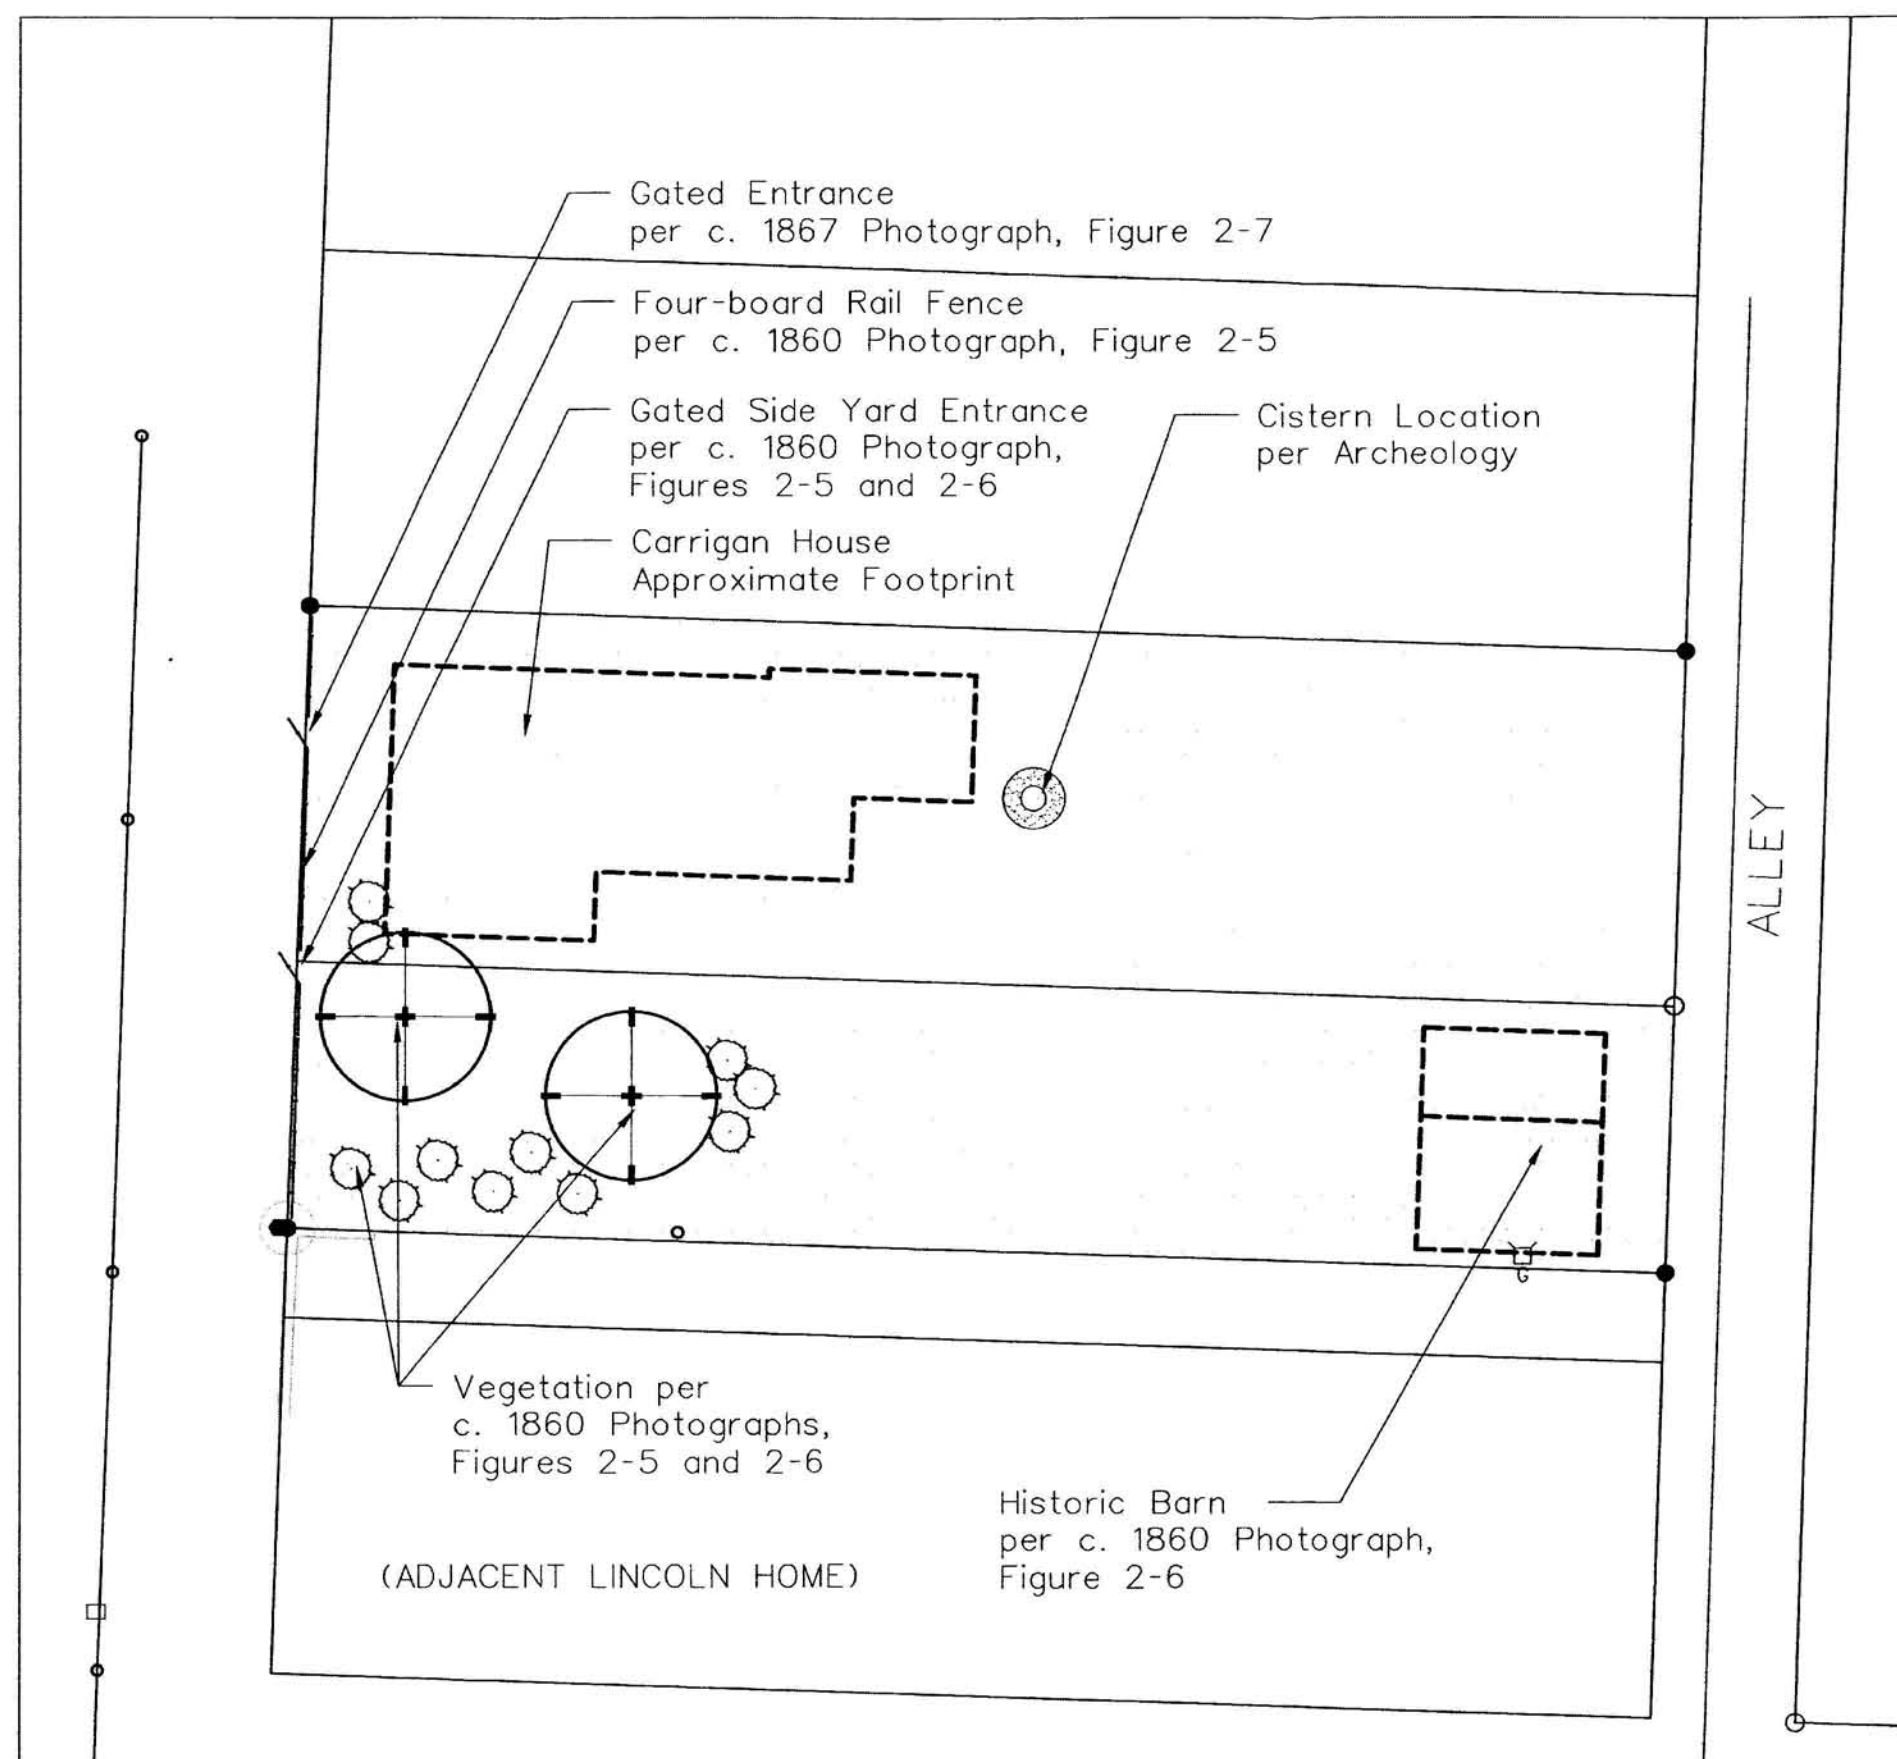 Gated Entrance
per c. 1867 Photograph, Figure 2-7
Four-board Rail Fence
per c. 1860 Photograph, Figure 2-5
Gated Side Yard Entrance
per c. 1860 Photograph,
Figures 2-5 and 2-6
Cistern Location
per Archeology
Carrigan House
Approximate Footprint
ALLEY
G
Vegetation per
c. 1860 Photographs,
Figures 2-5 and 2-6
Historic Barn
per c. 1860 Photograph,
Figure 2-6
(ADJACENT LINCOLN HOME)